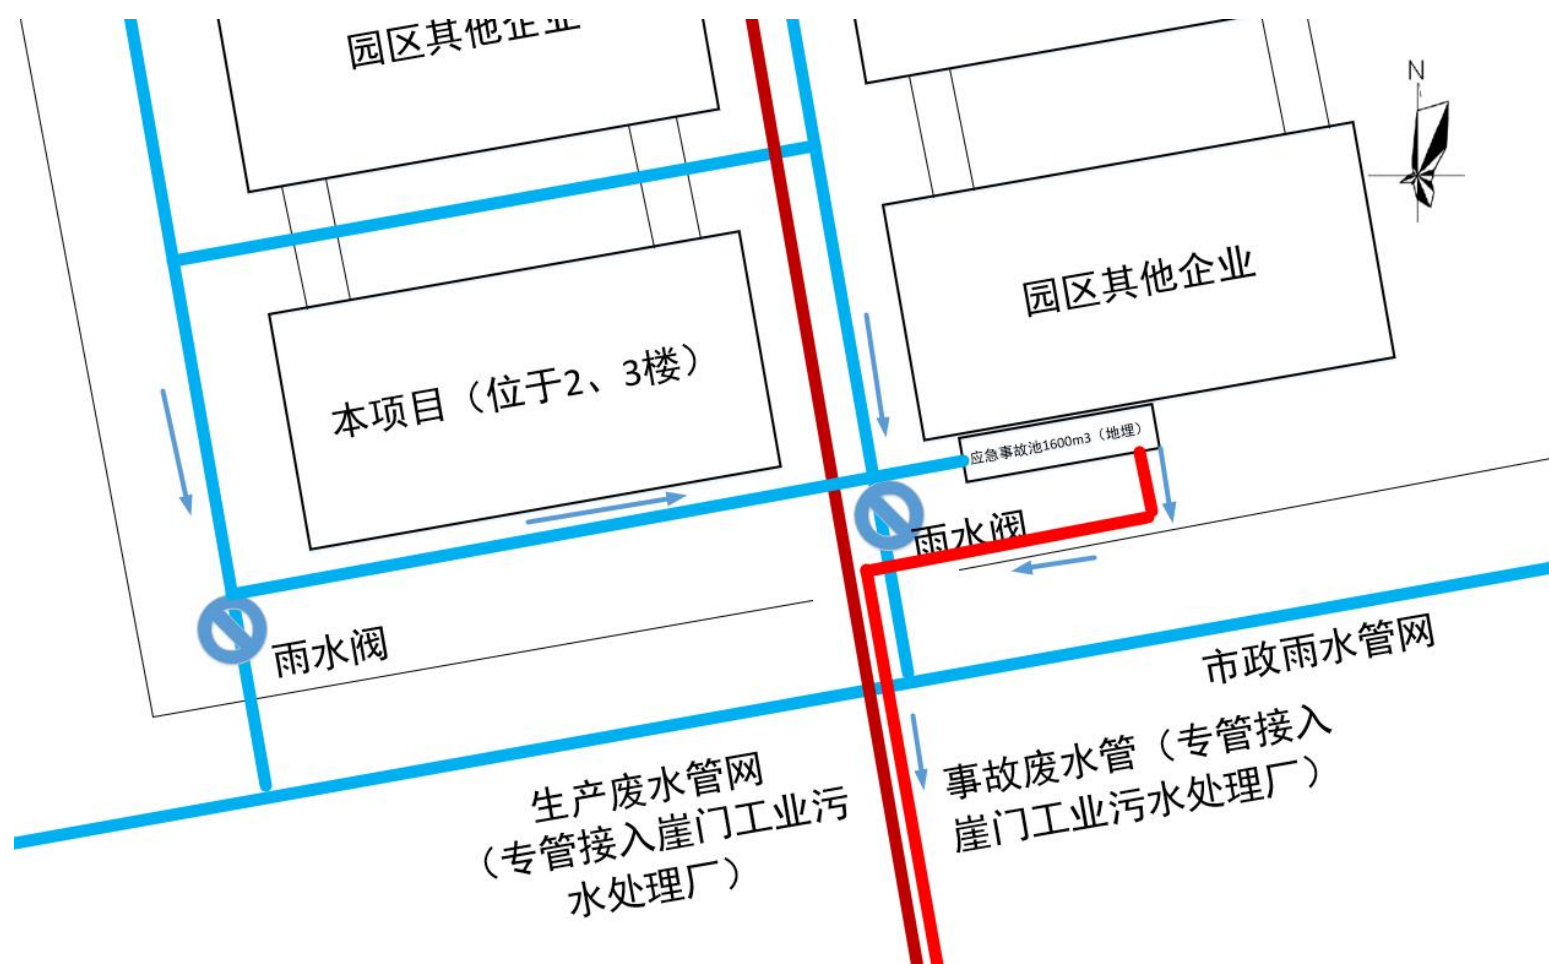 园区其他企业
N
园区其他企业
本项目（位于2、3楼）
应急事故池1600m3（地埋）
雨水阀
雨水阀
市政雨水管网
生产废水管网
（专管接入崖门工业污
水处理厂）
事故废水管（专管接入
崖门工业污水处理厂）